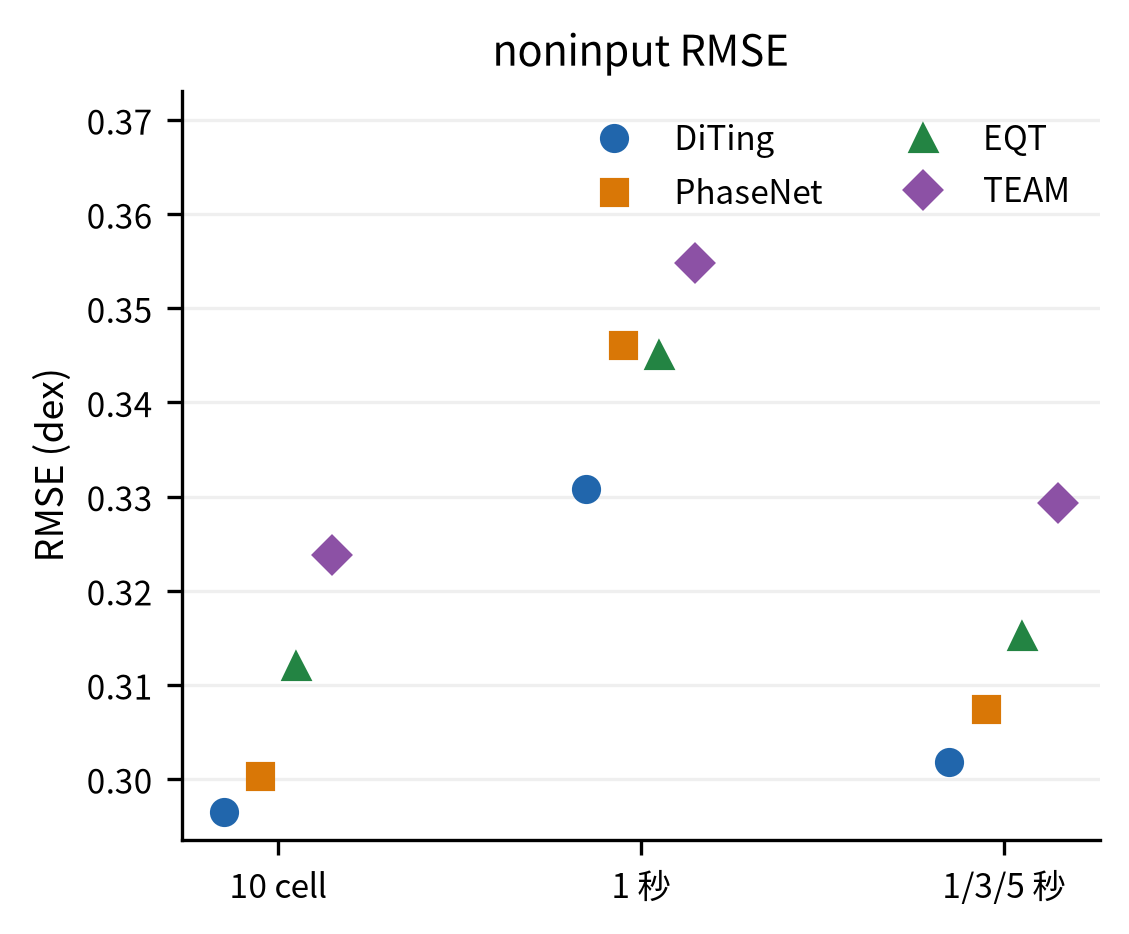 noninput RMSE
DiTing
EQT
PhaseNet
TEAM
RMSE (dex)
0.37
0.36
0.35
0.34
0.33
0.32
0.31
0.30
10 cell
1 秒
1/3/5 秒